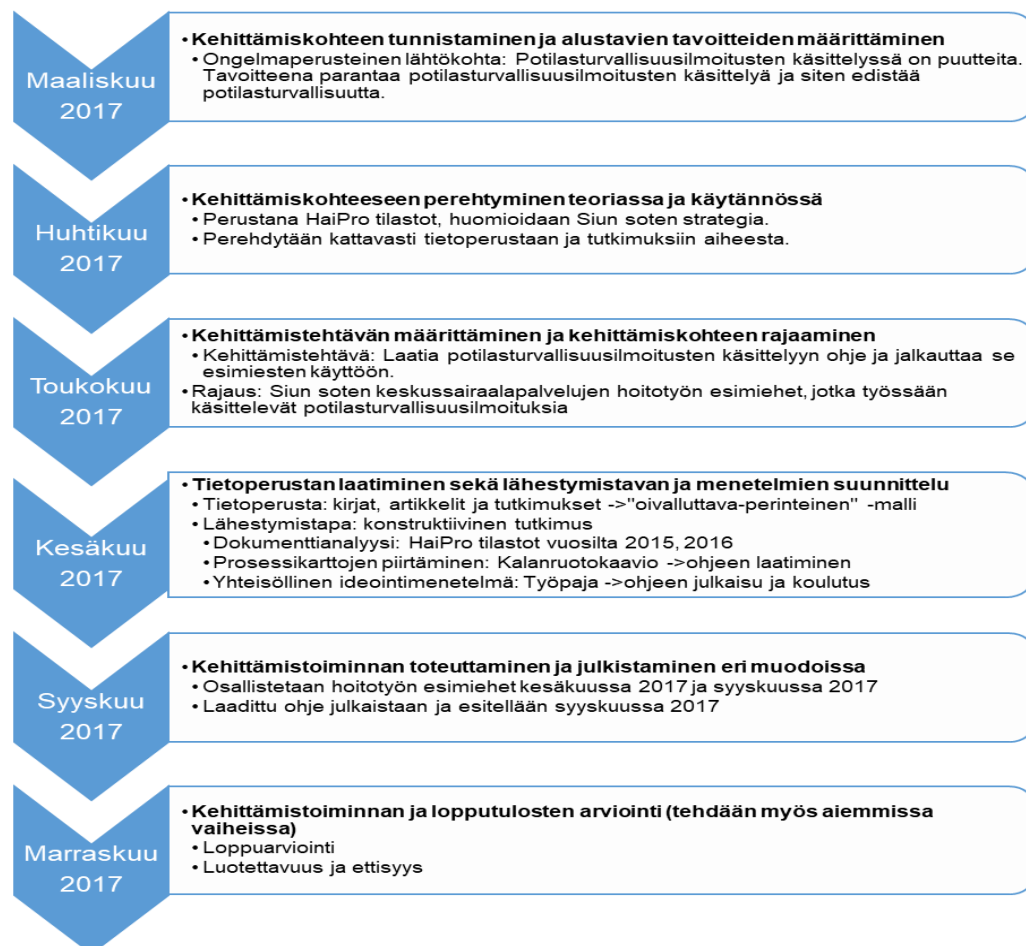 Maaliskuu
2017
• Kehittämiskohteen tunnistaminen ja alustavien tavoitteiden määrittäminen
• Ongelmaperusteinen lähtökohta: Potilasturvallisuusilmoitusten käsittelyssä on puutteita.
Tavoitteena parantaa potilasturvallisuusilmoitusten käsittelyä ja siten edistää
potilasturvallisuutta.
Huhtikuu
2017
• Kehittämiskohteeseen perehtyminen teoriassa ja käytännössä
• Perustana HaiPro tilastot, huomioidaan Siun soten strategia.
• Perehdytään kattavasti tietoperustaan ja tutkimuksiin aiheesta.
Toukokuu
2017
• Kehittämistehtävän määrittäminen ja kehittämiskohteen rajaaminen
• Kehittämistehtävä: Laatia potilasturvallisuusilmoitusten käsittelyyn ohje ja jalkauttaa se
esimiesten käyttöön.
• Rajaus: Siun soten keskussairaalapalvelujen hoitotyön esimiehet, jotka työssään
käsittelevät potilasturvallisuusilmoituksia
Kesäkuu
2017
• Tietoperustan laatiminen sekä lähestymistavan ja menetelmien suunnittelu
• Tietoperusta: kirjat, artikkelit ja tutkimukset ->"oivalluttava-perinteinen" -malli
• Lähestymistapa: konstruktiivinen tutkimus
• Dokumenttianalyysi: HaiPro tilastot vuosilta 2015, 2016
• Prosessikarttojen piirtäminen: Kalanruotokaavio ->ohjeen laatiminen
• Yhteisöllinen ideointimenetelmä: Työpaja ->ohjeen julkaisu ja koulutus
Syyskuu
2017
• Kehittämistoiminnan toteuttaminen ja julkistaminen eri muodoissa
• Osallistetaan hoitotyön esimiehet kesäkuussa 2017 ja syyskuussa 2017
• Laadittu ohje julkaistaan ja esitellään syyskuussa 2017
Marraskuu
2017
• Kehittämistoiminnan ja lopputulosten arviointi (tehdään myös aiemmissa
vaiheissa)
• Loppuarviointi
• Luotettavuus ja ettisyys